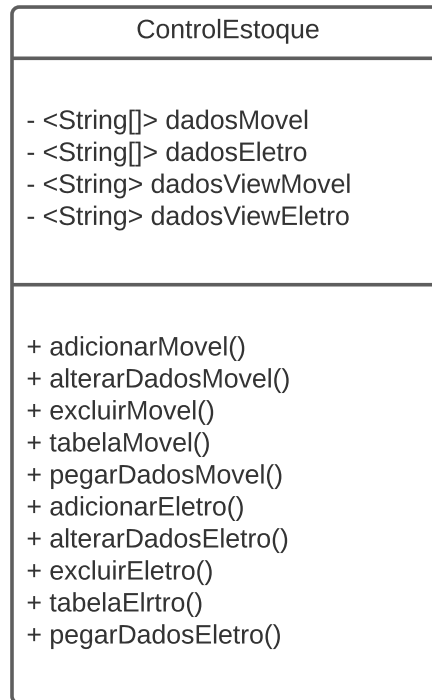 ControlEstoque
- <String[]> dadosMovel
- <String[]> dadosEletro
- <String> dadosViewMovel
- <String> dadosViewEletro
+ adicionarMovel()
+ alterarDadosMovel()
+ excluirMovel()
+ tabelaMovel()
+ pegarDadosMovel()
+ adicionarEletro()
+ alterarDadosEletro()
+ excluirEletro()
+ tabelaElrtro()
+ pegarDadosEletro()